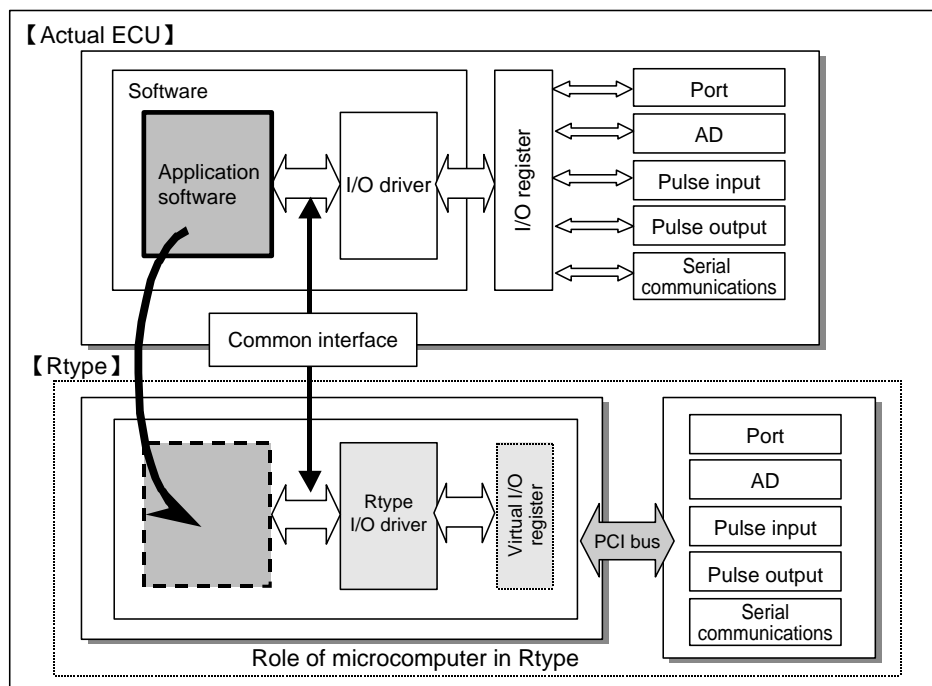 【Actual ECU】
Software
Application
software
I/O driver
I/O register
Port
AD
Pulse input
Pulse output
Serial
communications
Common interface
【Rtype】
Rtype
I/O driver
Virtual I/O
register
PCI bus
Port
AD
Pulse input
Pulse output
Serial
communications
Role of microcomputer in Rtype